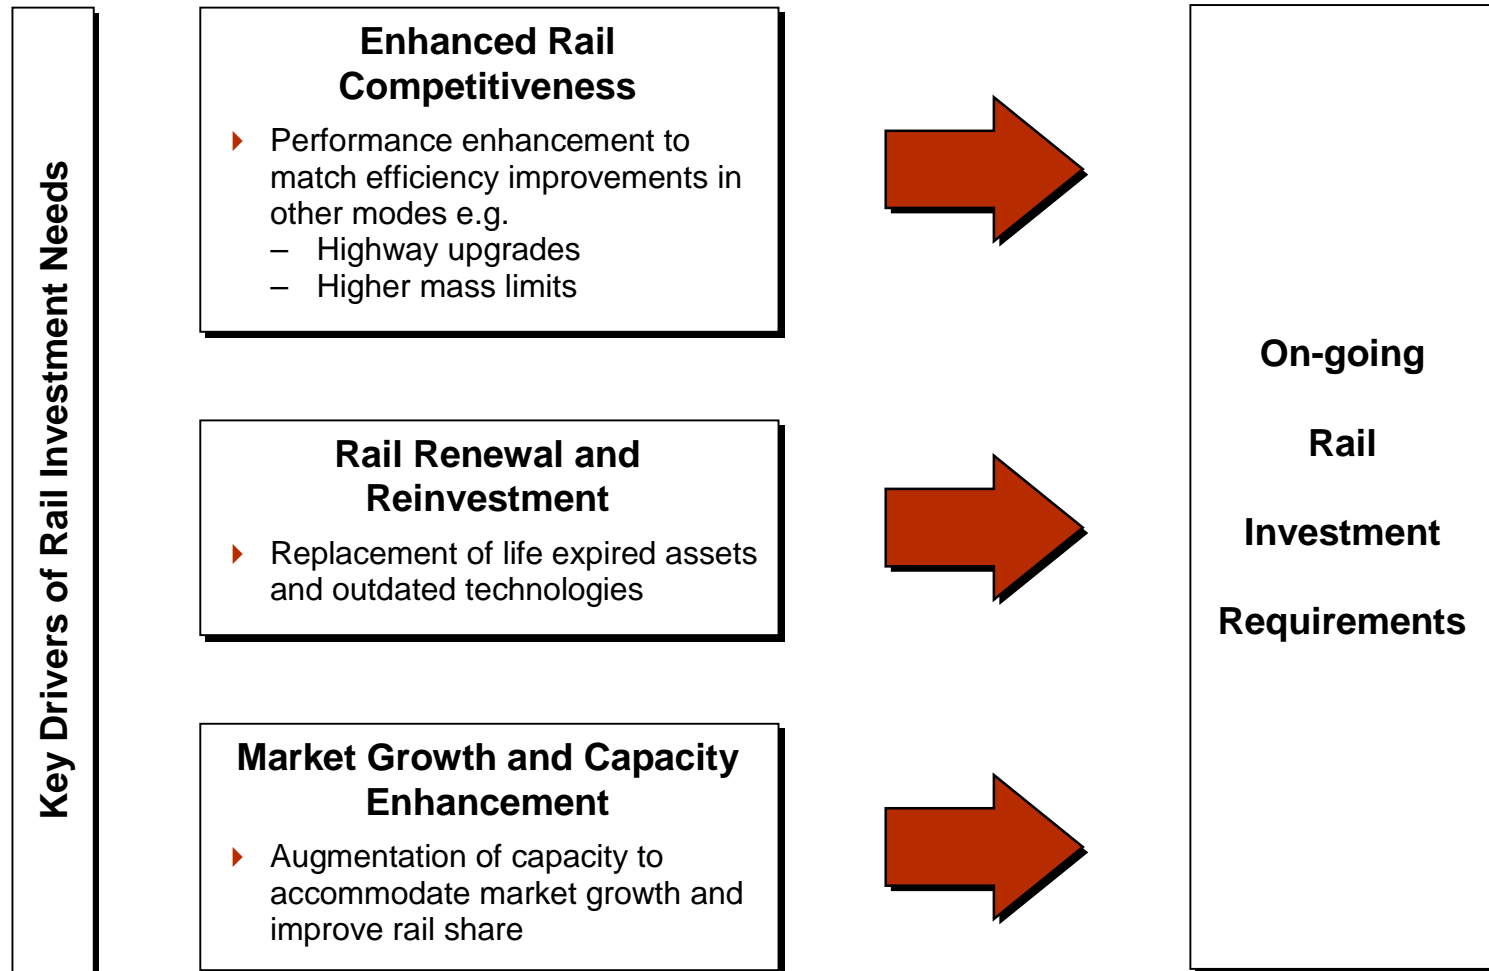 Key Drivers of Rail Investment Needs
Enhanced Rail
Competitiveness
Performance enhancement to
match efficiency improvements in
other modes e.g.
– Highway upgrades
– Higher mass limits
Rail Renewal and
Reinvestment
Replacement of life expired assets
and outdated technologies
Market Growth and Capacity
Enhancement
Augmentation of capacity to
accommodate market growth and
improve rail share
On-going
Rail
Investment
Requirements